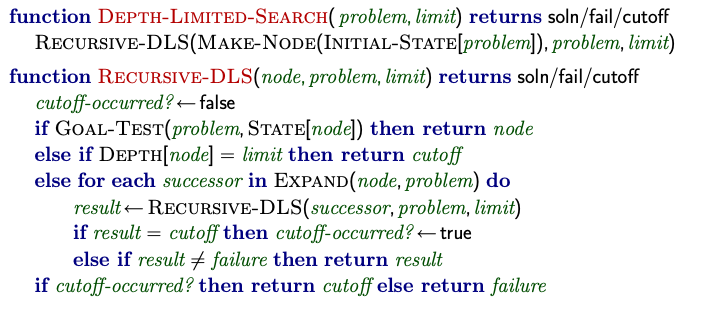 function DEPTH-LIMITED-SEARCH( problem, limit) returns soln/fail/cutoff
RECURSIVE-DLS(MAKE-NODE(INITIAL-STATE[problem]), problem, limit)
function RECURSIVE-DLS(node, problem, limit) returns soln/fail/cutoff
cutoff-occurred? ← false
if GOAL-TEST(problem, STATE[node]) then return node
else if DEPTH[node] = limit then return cutoff
else for each successor in EXPAND(node, problem) do
result ← RECURSIVE-DLS(successor, problem, limit)
if result = cutoff then cutoff-occurred? ← true
else if result ≠ failure then return result
if cutoff-occurred? then return cutoff else return failure